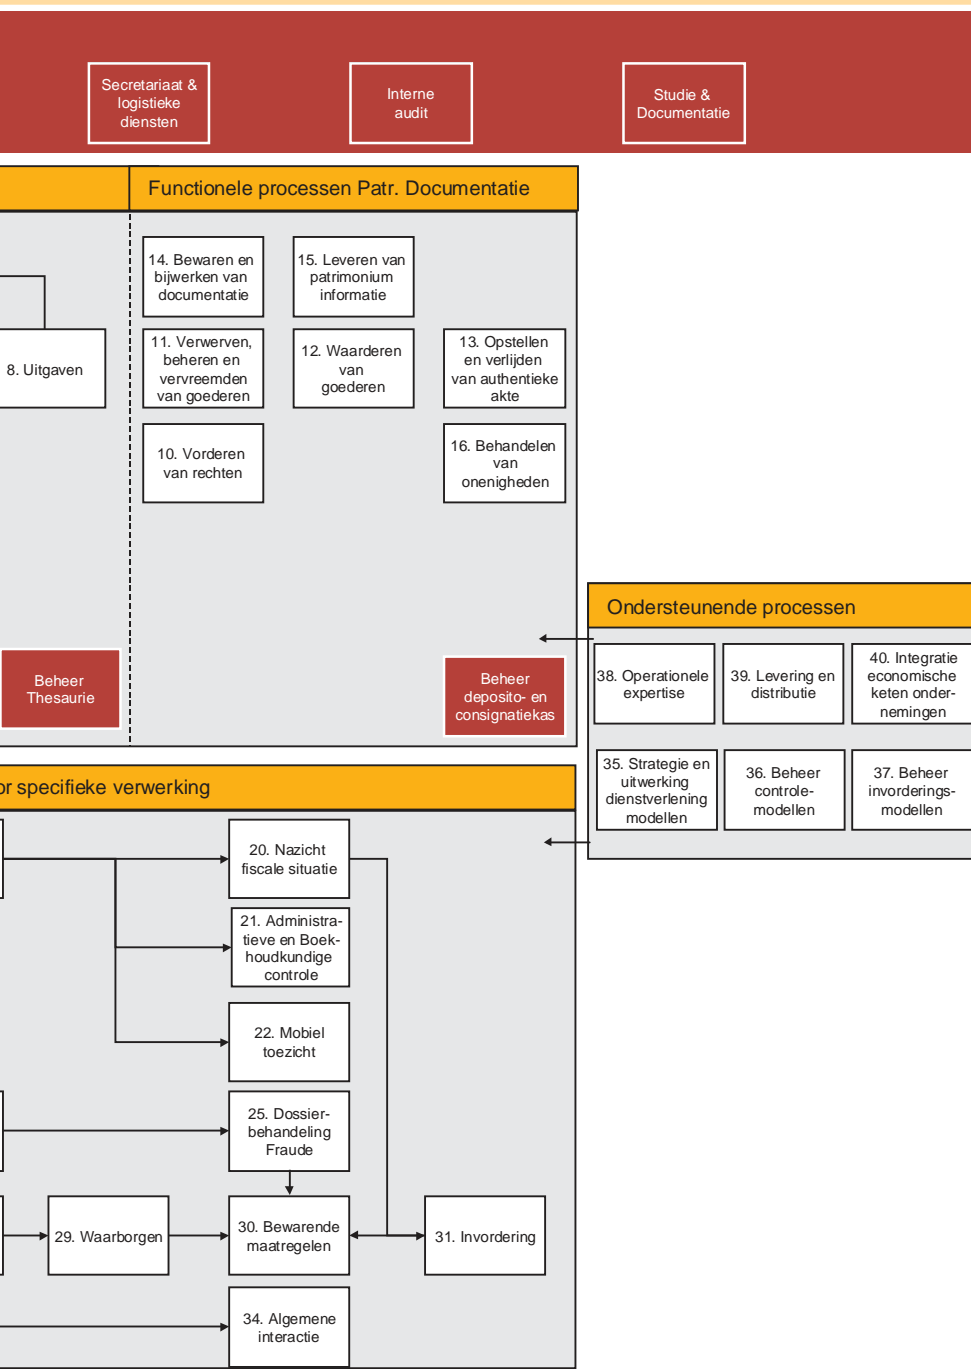 Secretariaat &
logistieke
diensten
Interne
audit
Studie &
Documentatie
Functionele processen Patr. Documentatie
14. Bewaren en
bijwerken van
documentatie
15. Leveren van
patrimonium
informatie
8. Uitgaven
11. Verwerven,
beheren en
vervreemden
van goederen
12. Waarderen
van
goederen
13. Opstellen
en verlijden
van authentieke
akte
10. Vorderen
van rechten
16. Behandelen
van
onenigheden
Beheer
Thesaurie
Beheer
deposito- en
consignatiekas
Ondersteunende processen
38. Operationele
expertise
39. Levering en
distributie
40. Integratie
economische
keten onder-
nemingen
35. Strategie en
uitwerking
dienstverlening
modellen
36. Beheer
controle-
modellen
37. Beheer
invorderings-
modellen
or specifieke verwerking
20. Nazicht
fiscale situatie
21. Administra-
tieve en Boek-
houdkundige
controle
22. Mobiel
toezicht
25. Dossier-
behandeling
Fraude
29. Waarborgen
30. Bewarende
maatregelen
31. Invordering
34. Algemene
interactie